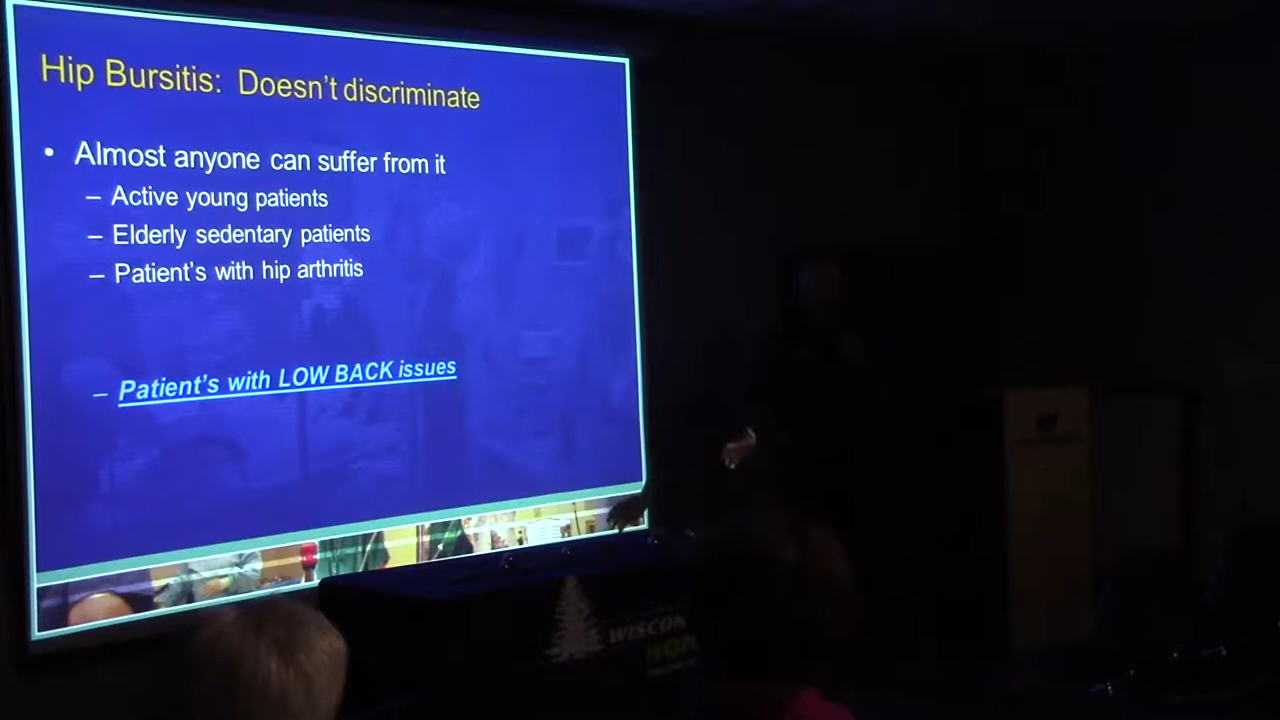 Hip Bursitis: Doesn't discriminate
• Almost anyone can suffer from it
– Active young patients
– Elderly sedentary patients
– Patient's with hip arthritis
– Patient's with LOW BACK issues